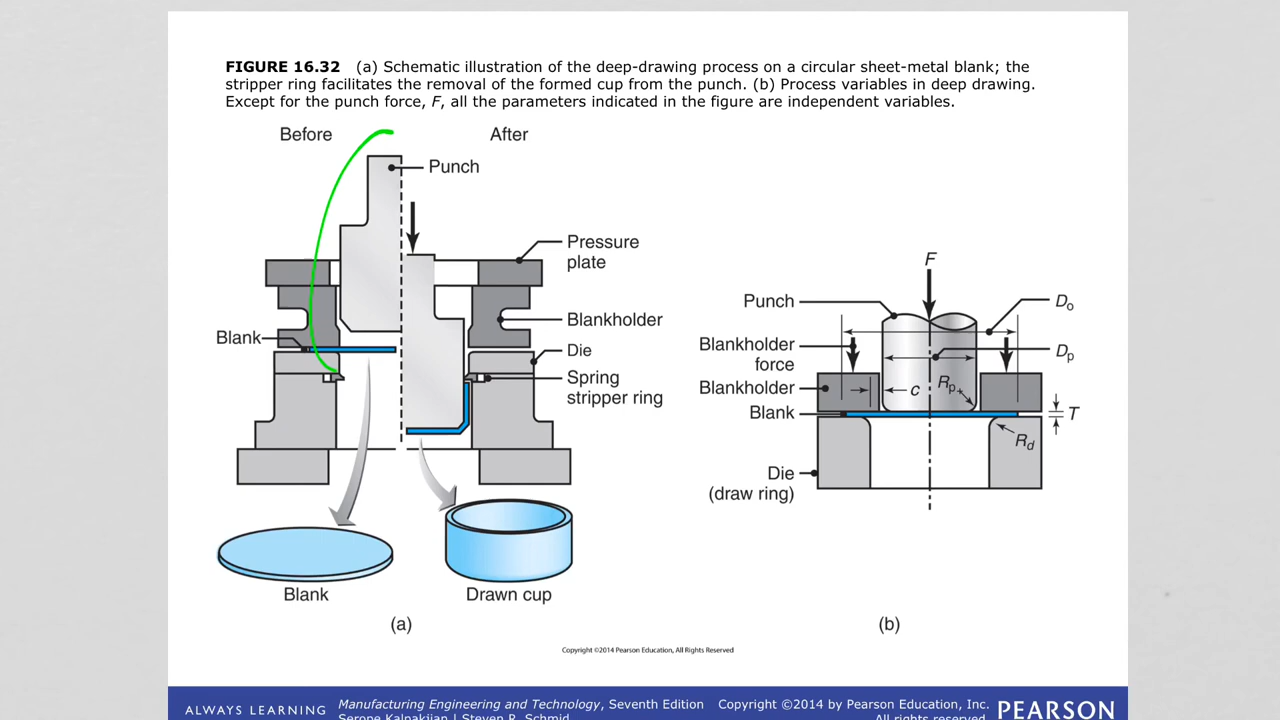 FIGURE 16.32 (a) Schematic illustration of the deep-drawing process on a circular sheet-metal blank; the
stripper ring facilitates the removal of the formed cup from the punch. (b) Process variables in deep drawing.
Except for the punch force, F, all the parameters indicated in the figure are independent variables.
Before
After
Punch
Pressure
plate
Blankholder
Blank
Die
Spring
stripper ring
Blank
Drawn cup
(a)
F
Punch
Do
Blankholder
force
Dp
Blankholder
c
Rp
Blank
T
Rd
Die
(draw ring)
(b)
Copyright ©2014 Pearson Education, All Rights Reserved
ALWAYS LEARNING
Manufacturing Engineering and Technology, Seventh Edition
Serope Kalpakjian | Steven R. Schmid
Copyright ©2014 by Pearson Education, Inc.
All rights reserved.
PEARSON